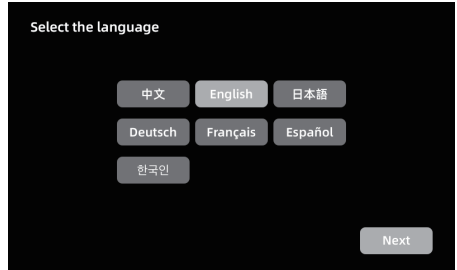 Select the language
中文 English 日本語
Deutsch Français Español
한국인
Next